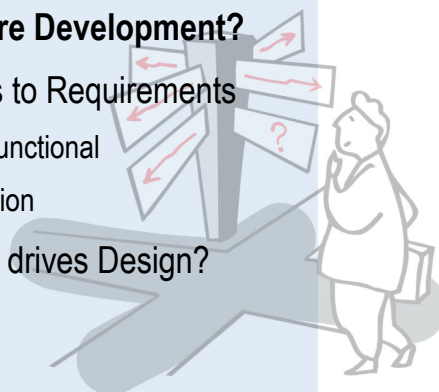 re Development?
s to Requirements
unctional
ion
drives Design?
?